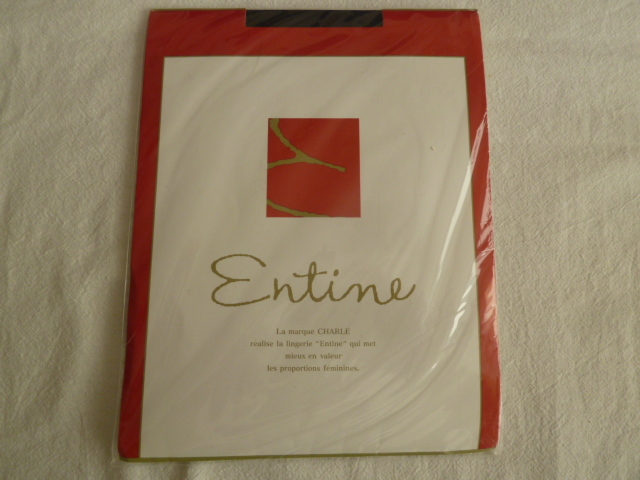 Entine
La marque CHARLE
réalise la lingerie "Entine" qui met
mieux en valeur
les proportions féminines.